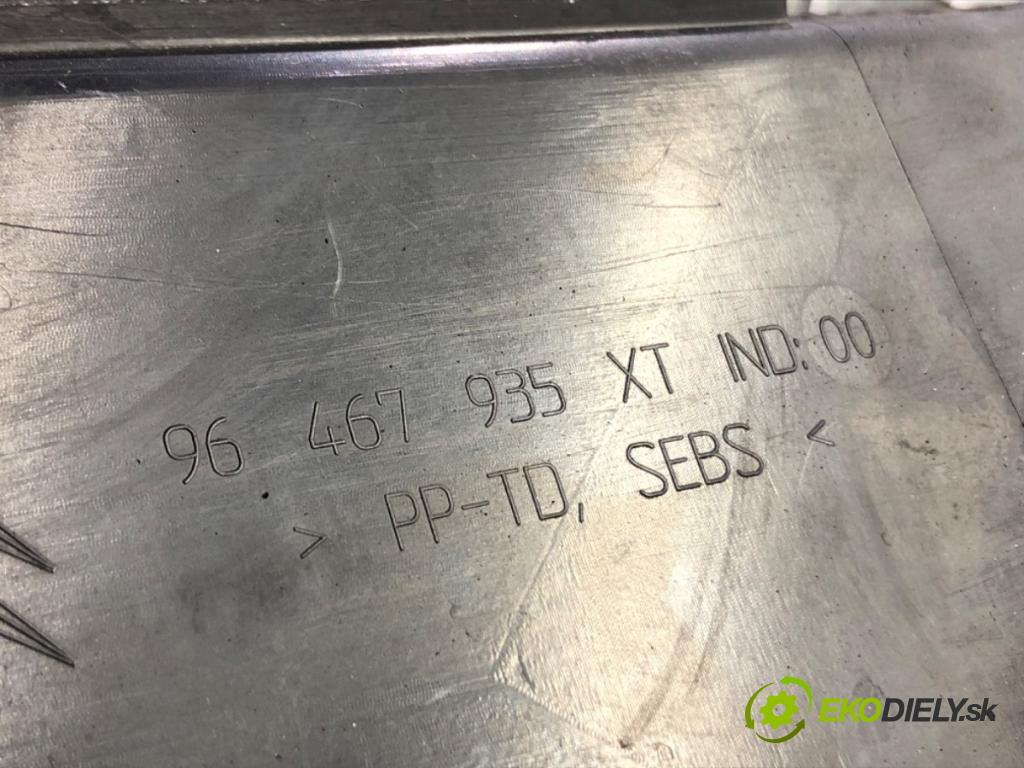 96 467 935 XT IND:00
> PP-TD, SEBS <
EKODIELY.sk